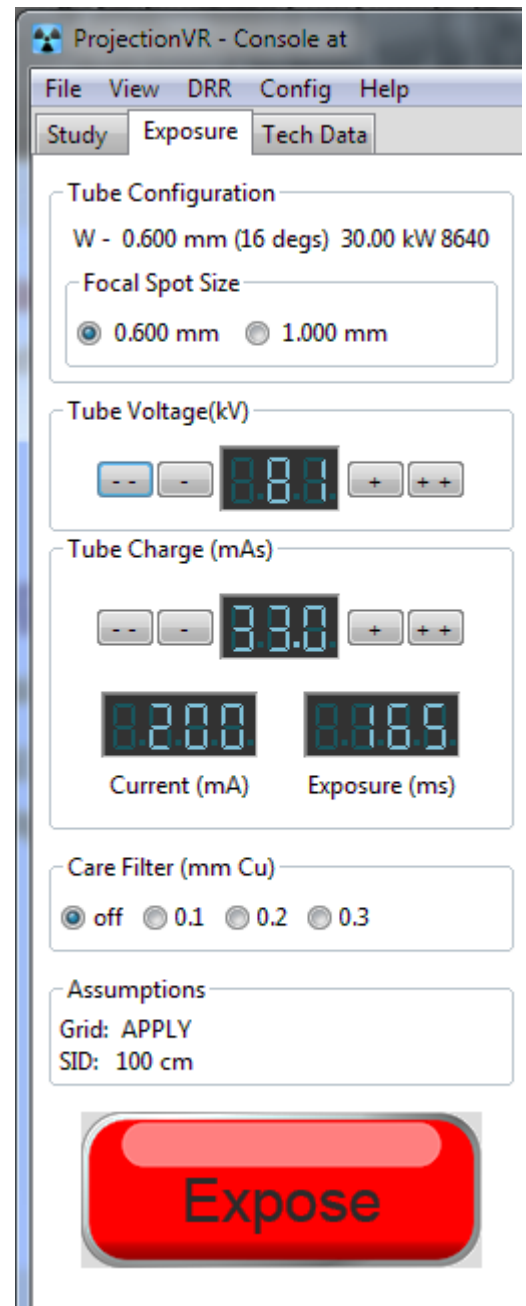 ProjectionVR - Console at
File View DRR Config Help
Study Exposure Tech Data
Tube Configuration
W - 0.600 mm (16 degs) 30.00 kW 8640
Focal Spot Size
0.600 mm 1.000 mm
Tube Voltage(kV)
-- - 81 + ++
Tube Charge (mAs)
-- - 33.0 + ++
200 165
Current (mA) Exposure (ms)
Care Filter (mm Cu)
off 0.1 0.2 0.3
Assumptions
Grid: APPLY
SID: 100 cm
Expose